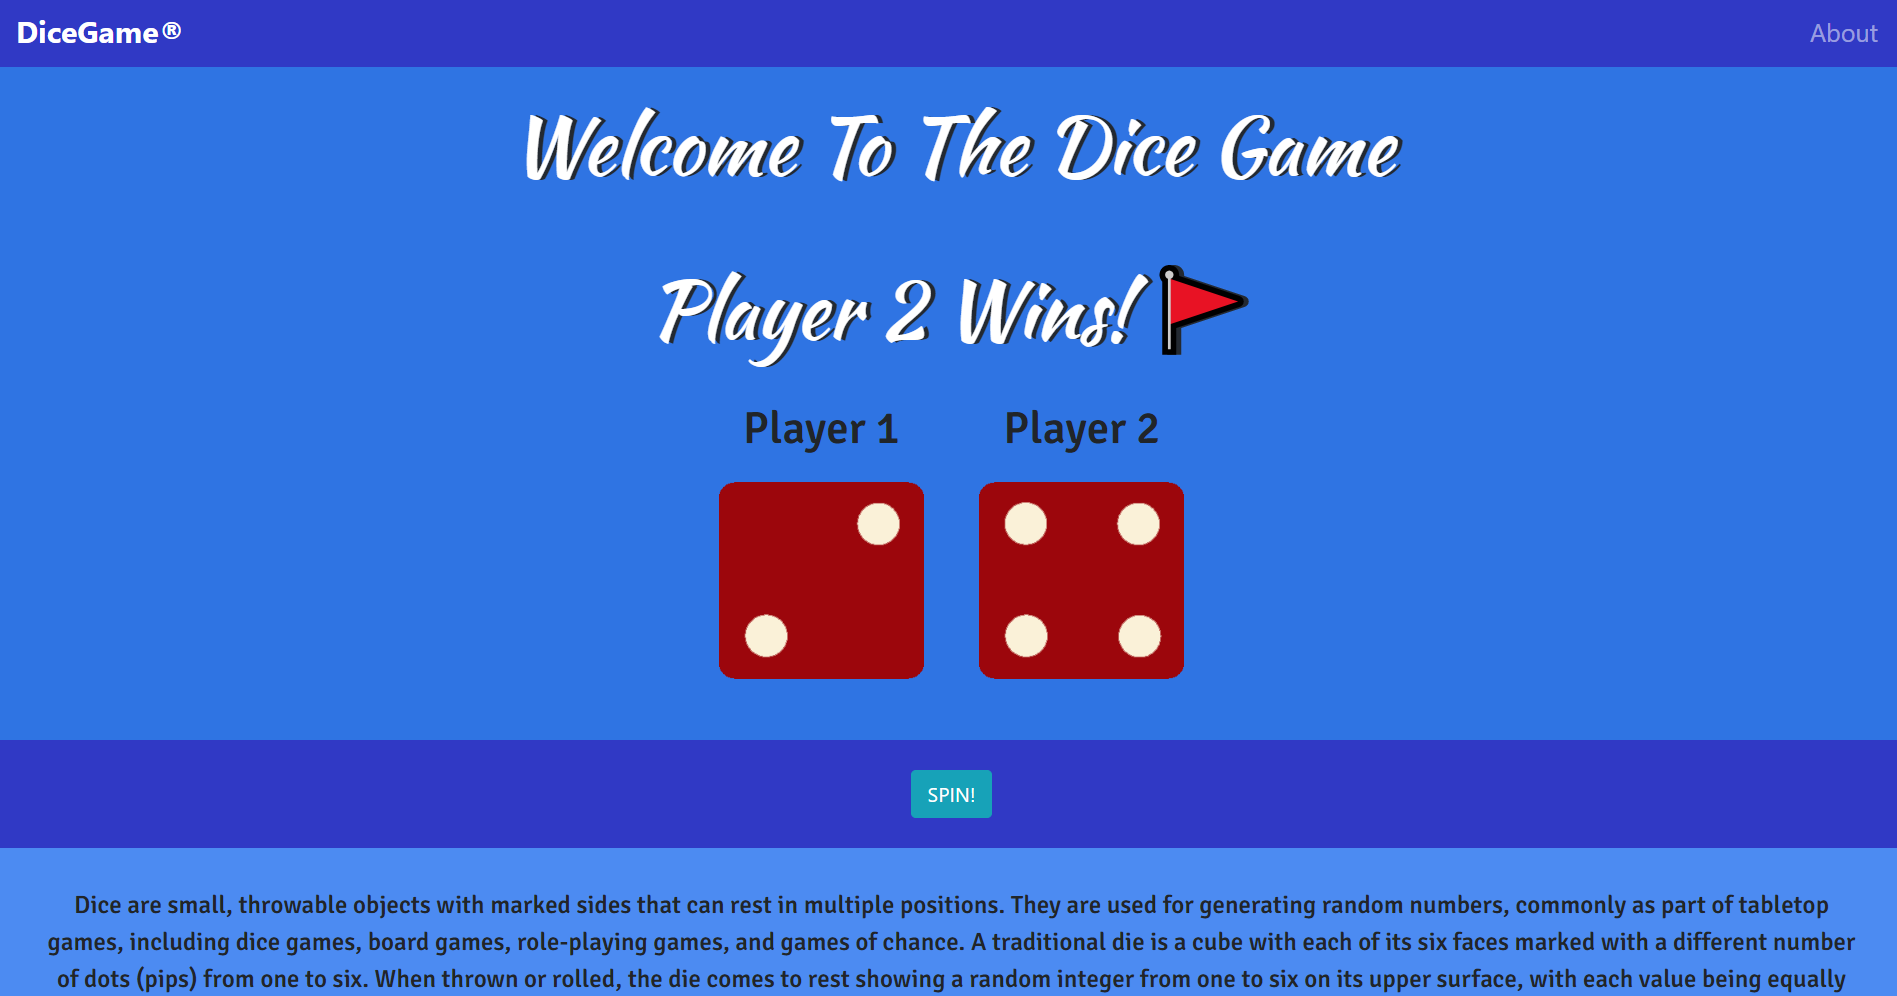 DiceGame®
About
Welcome To The Dice Game
Player 2 Wins!
Player 1
Player 2
SPIN!
Dice are small, throwable objects with marked sides that can rest in multiple positions. They are used for generating random numbers, commonly as part of tabletop
games, including dice games, board games, role-playing games, and games of chance. A traditional die is a cube with each of its six faces marked with a different number
of dots (pips) from one to six. When thrown or rolled, the die comes to rest showing a random integer from one to six on its upper surface, with each value being equally